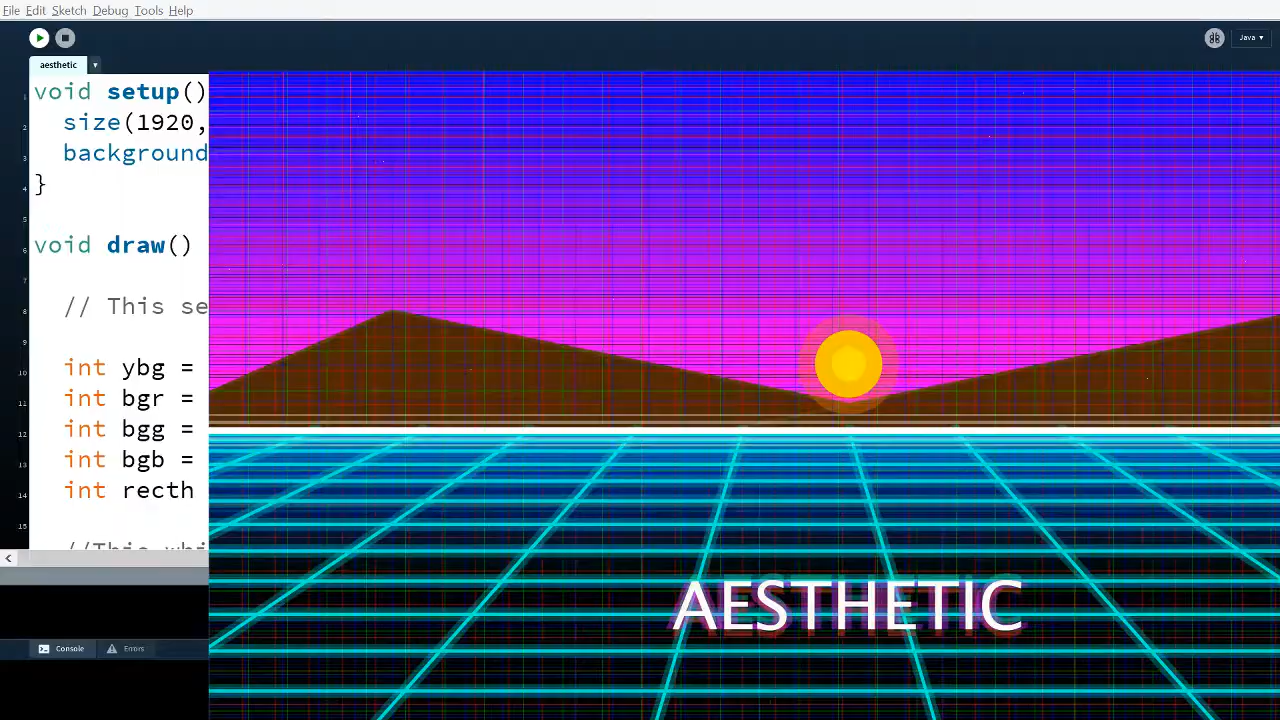 File Edit Sketch Debug Tools Help
Java
aesthetic
1 void setup()
2 size(1920,
3 background
4 }
5
6 void draw()
7
8 // This se
9
10 int ybg =
11 int bgr =
12 int bgg =
13 int bgb =
14 int recth
15
//This whi
AESTHETIC
Console Errors